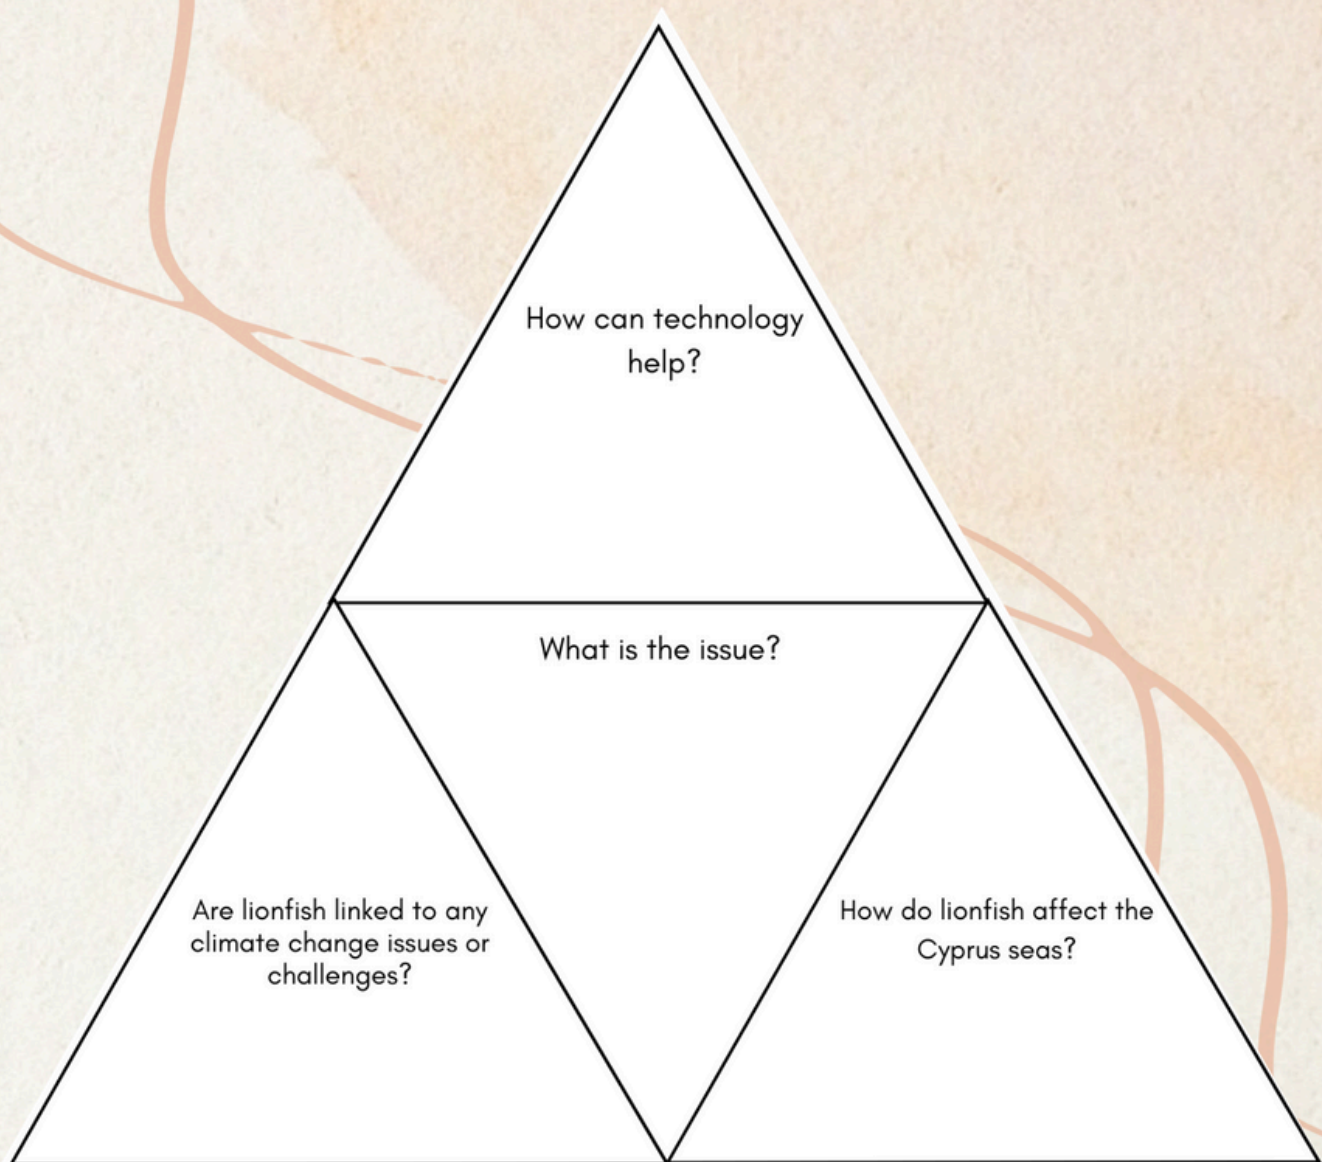 How can technology
help?
What is the issue?
Are lionfish linked to any
climate change issues or
challenges?
How do lionfish affect the
Cyprus seas?